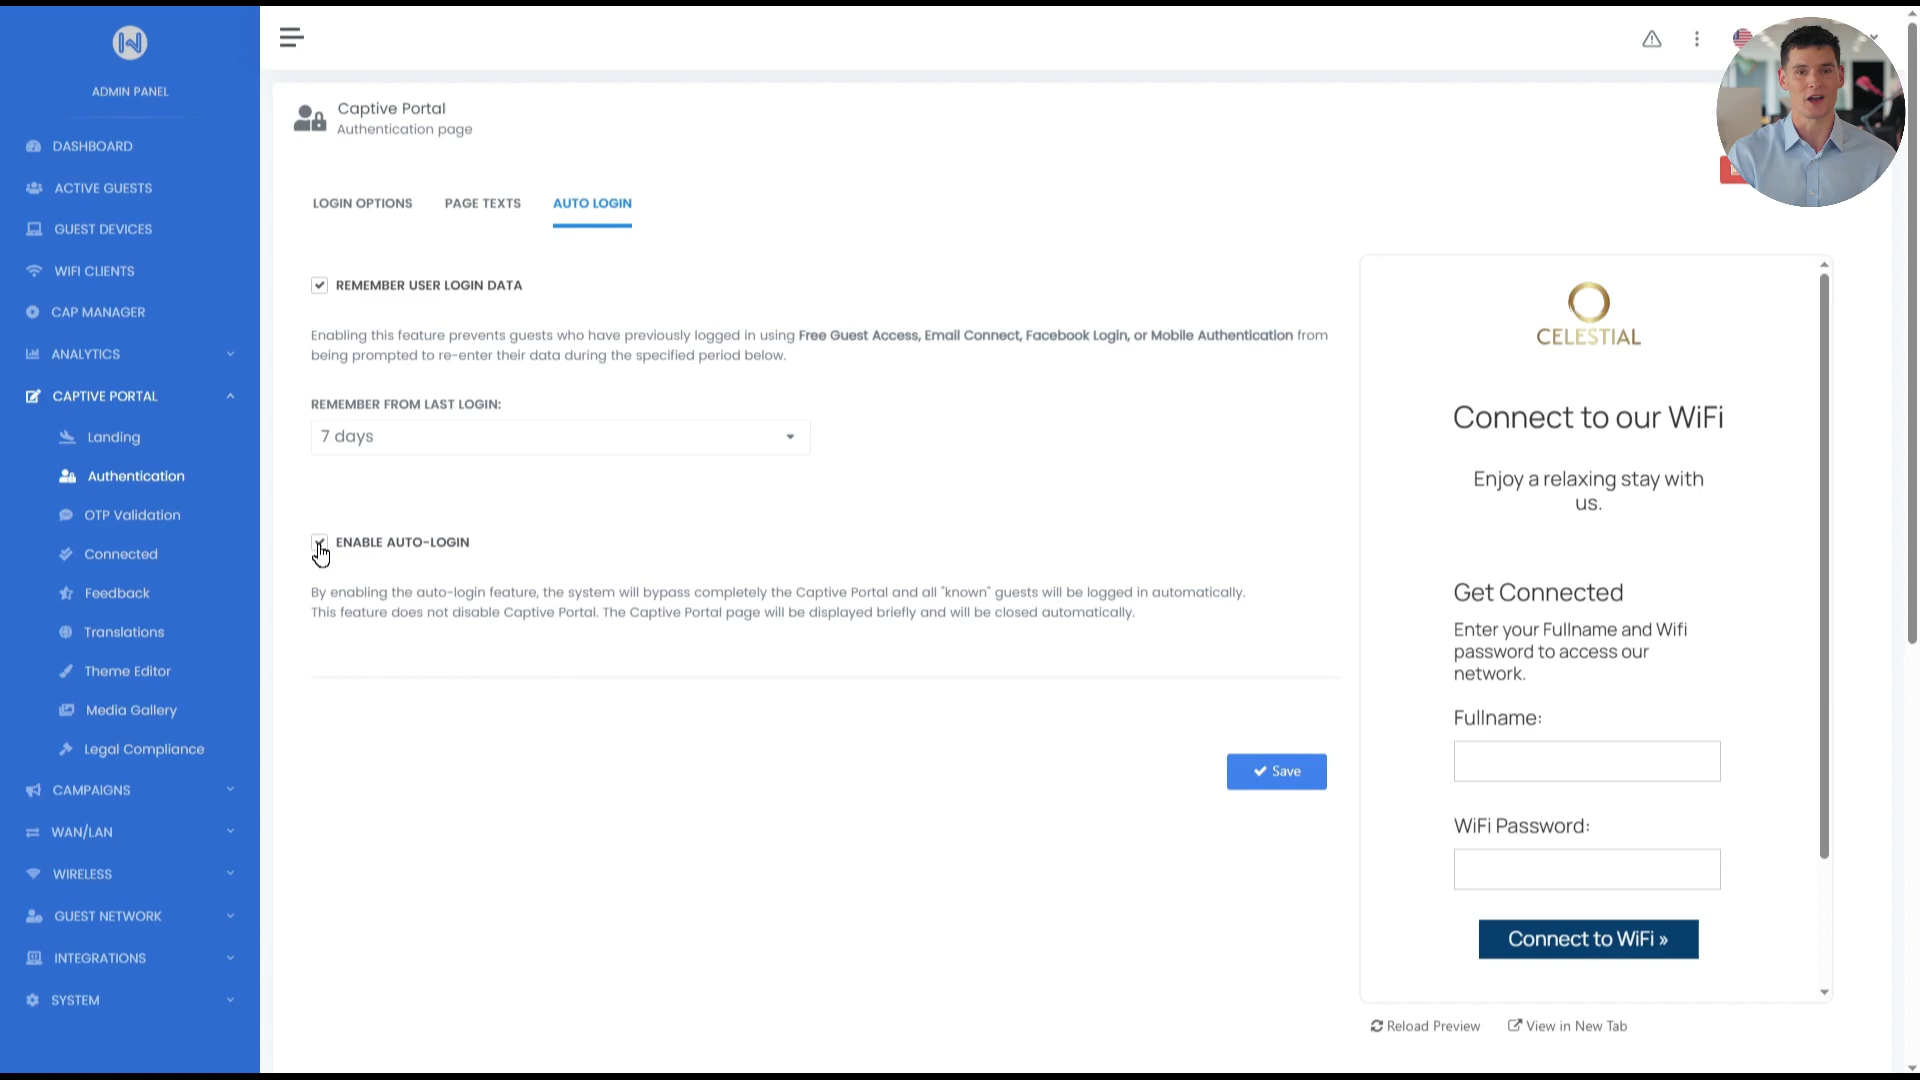 ADMIN PANEL
DASHBOARD
ACTIVE GUESTS
GUEST DEVICES
WIFI CLIENTS
CAP MANAGER
ANALYTICS
CAPTIVE PORTAL
Landing
Authentication
OTP Validation
Connected
Feedback
Translations
Theme Editor
Media Gallery
Legal Compliance
CAMPAIGNS
WAN/LAN
WIRELESS
GUEST NETWORK
INTEGRATIONS
SYSTEM
Captive Portal
Authentication page
LOGIN OPTIONS PAGE TEXTS AUTO LOGIN
REMEMBER USER LOGIN DATA
Enabling this feature prevents guests who have previously logged in using Free Guest Access, Email Connect, Facebook Login, or Mobile Authentication from
being prompted to re-enter their data during the specified period below.
REMEMBER FROM LAST LOGIN:
7 days
ENABLE AUTO-LOGIN
By enabling the auto-login feature, the system will bypass completely the Captive Portal and all "known" guests will be logged in automatically.
This feature does not disable Captive Portal. The Captive Portal page will be displayed briefly and will be closed automatically.
Save
CELESTIAL
Connect to our WiFi
Enjoy a relaxing stay with
us.
Get Connected
Enter your Fullname and Wifi
password to access our
network.
Fullname:
WiFi Password:
Connect to WiFi »
Reload Preview View in New Tab